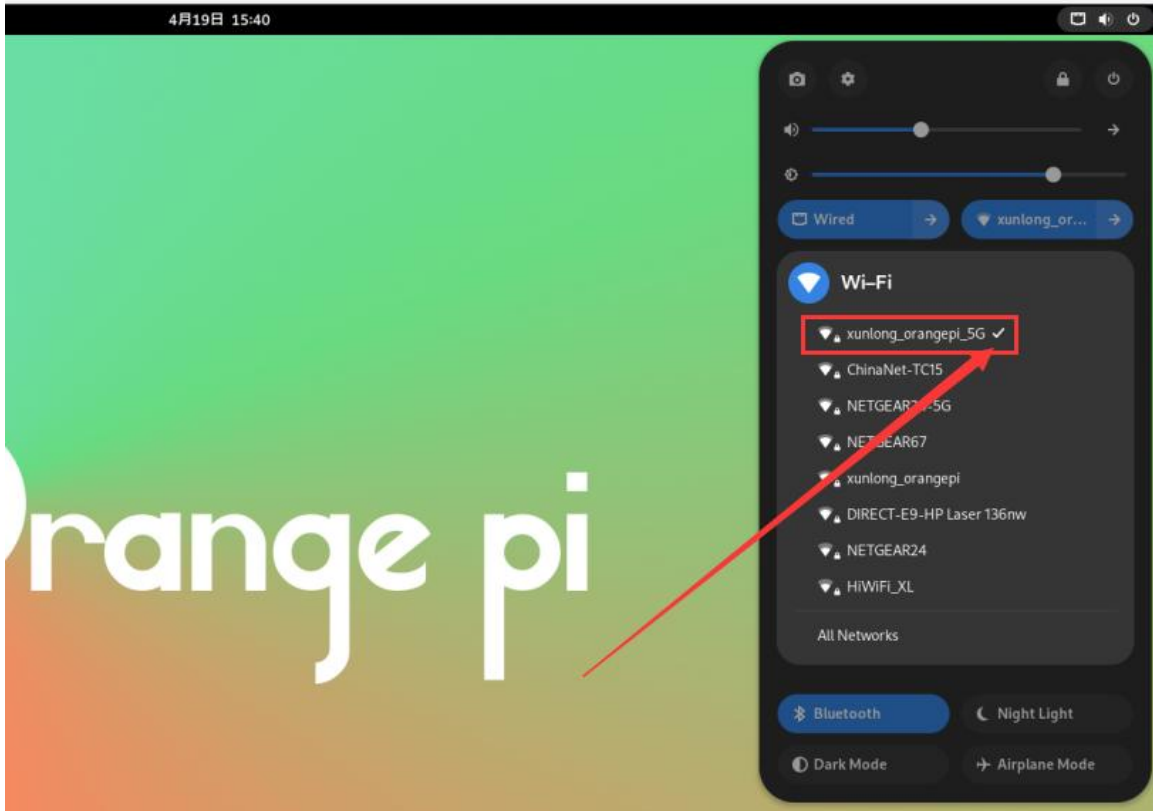 4月19日 15:40
Wired
xunlong_or...
Wi-Fi
xunlong_orangepi_5G
ChinaNet-TC15
NETGEAR67
xunlong_orangepi
DIRECT-E9-HP Laser 136nw
NETGEAR24
HiWiFi_XL
All Networks
Orange pi
Bluetooth
Night Light
Dark Mode
Airplane Mode